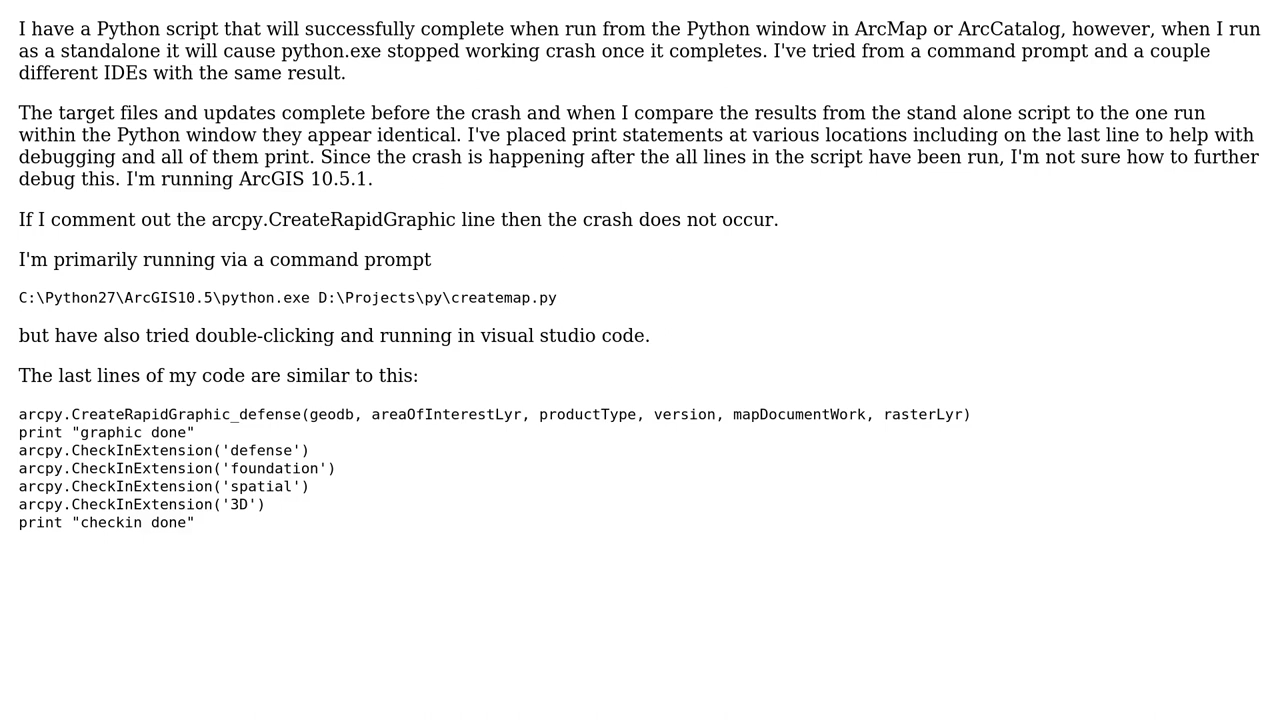 I have a Python script that will successfully complete when run from the Python window in ArcMap or ArcCatalog, however, when I run
as a standalone it will cause python.exe stopped working crash once it completes. I've tried from a command prompt and a couple
different IDEs with the same result.
The target files and updates complete before the crash and when I compare the results from the stand alone script to the one run
within the Python window they appear identical. I've placed print statements at various locations including on the last line to help with
debugging and all of them print. Since the crash is happening after the all lines in the script have been run, I'm not sure how to further
debug this. I'm running ArcGIS 10.5.1.
If I comment out the arcpy.CreateRapidGraphic line then the crash does not occur.
I'm primarily running via a command prompt
C:\Python27\ArcGIS10.5\python.exe D:\Projects\py\createmap.py
but have also tried double-clicking and running in visual studio code.
The last lines of my code are similar to this:
arcpy.CreateRapidGraphic_defense(geodb, areaOfInterestLyr, productType, version, mapDocumentWork, rasterLyr)
print "graphic done"
arcpy.CheckInExtension('defense')
arcpy.CheckInExtension('foundation')
arcpy.CheckInExtension('spatial')
arcpy.CheckInExtension('3D')
print "checkin done"